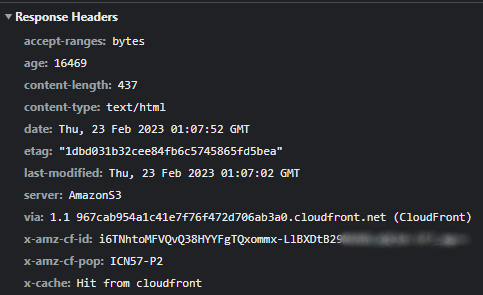 Response Headers
accept-ranges: bytes
age: 16469
content-length: 437
content-type: text/html
date: Thu, 23 Feb 2023 01:07:52 GMT
etag: "1dbd031b32cee84fb6c5745865fd5bea"
last-modified: Thu, 23 Feb 2023 01:07:02 GMT
server: AmazonS3
via: 1.1 967cab954a1c41e7f76f472d706ab3a0.cloudfront.net (CloudFront)
x-amz-cf-id: i6TNhtoMFVQvQ38HYYFgTQxommx-LlBXDtB29
x-amz-cf-pop: ICN57-P2
x-cache: Hit from cloudfront